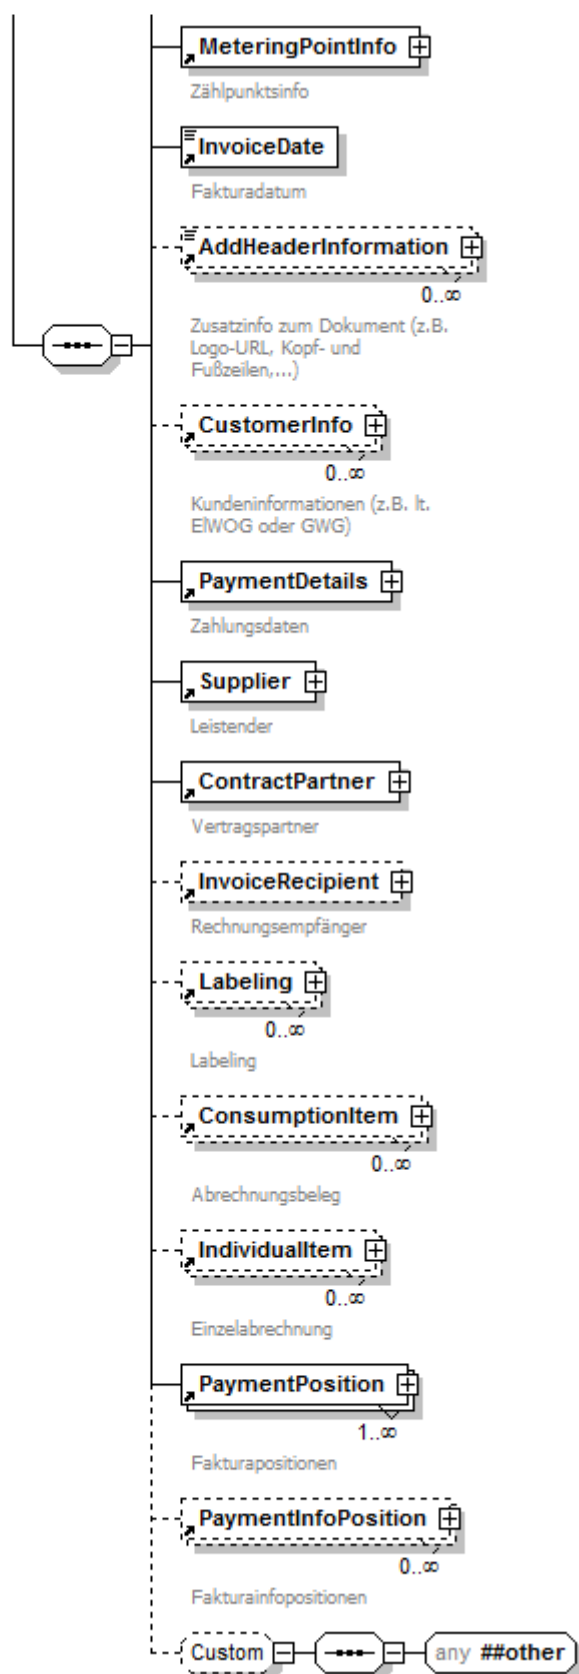 MeteringPointInfo
Zählpunktsinfo
InvoiceDate
Fakturadatum
AddHeaderInformation
0..∞
Zusatzinfo zum Dokument (z.B.
Logo-URL, Kopf- und
Fußzeilen,...)
CustomerInfo
0..∞
Kundeninformationen (z.B. lt.
ElWOG oder GWG)
PaymentDetails
Zahlungsdaten
Supplier
Leistender
ContractPartner
Vertragspartner
InvoiceRecipient
Rechnungsempfänger
Labeling
0..∞
Labeling
ConsumptionItem
0..∞
Abrechnungsbeleg
IndividualItem
0..∞
Einzelabrechnung
PaymentPosition
1..∞
Fakturapositionen
PaymentInfoPosition
0..∞
Fakturainfopositionen
Custom any ##other